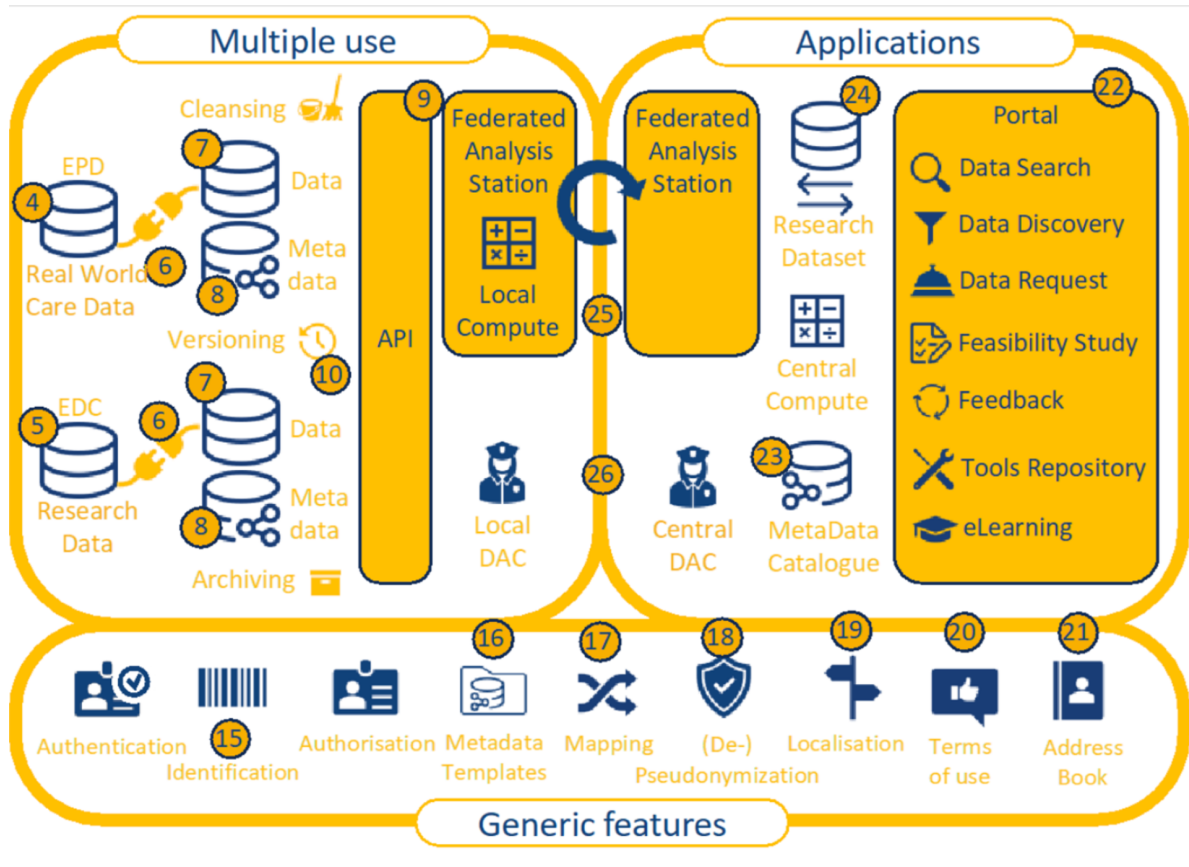 Multiple use
Cleansing
7
EPD
4
Data
Real World
Care Data
6
Meta
data
8
Versioning
10
7
EDC
5
6
Data
Research
Data
Meta
data
8
Archiving
API
9
Federated
Analysis
Station
Local
Compute
Local
DAC
25
26
Applications
Federated
Analysis
Station
24
Research
Dataset
Central
Compute
Central
DAC
23
MetaData
Catalogue
22
Portal
Data Search
Data Discovery
Data Request
Feasibility Study
Feedback
Tools Repository
eLearning
Authentication
15
Identification
Authorisation
16
Metadata
Templates
17
Mapping
18
(De-)
Pseudonymization
19
Localisation
20
Terms
of use
21
Address
Book
Generic features